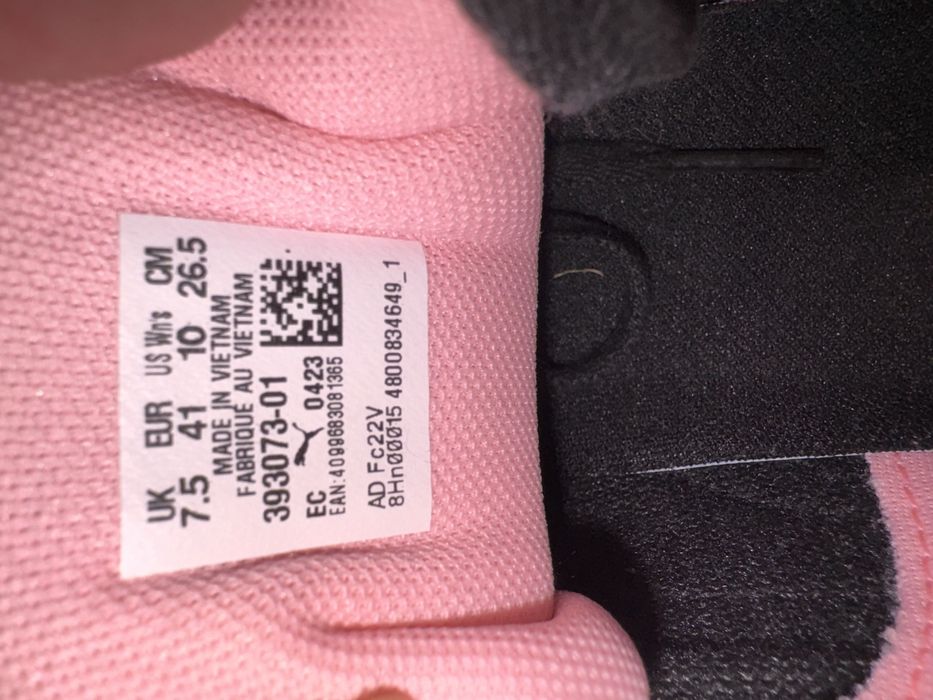 UK EUR US Wn's CM
7.5 41 10 26.5
MADE IN VIETNAM
FABRIQUE AU VIETNAM
393073-01
EC 0423
EAN:4099683081365
AD Fc22V
8Hn00015 4800834649_1